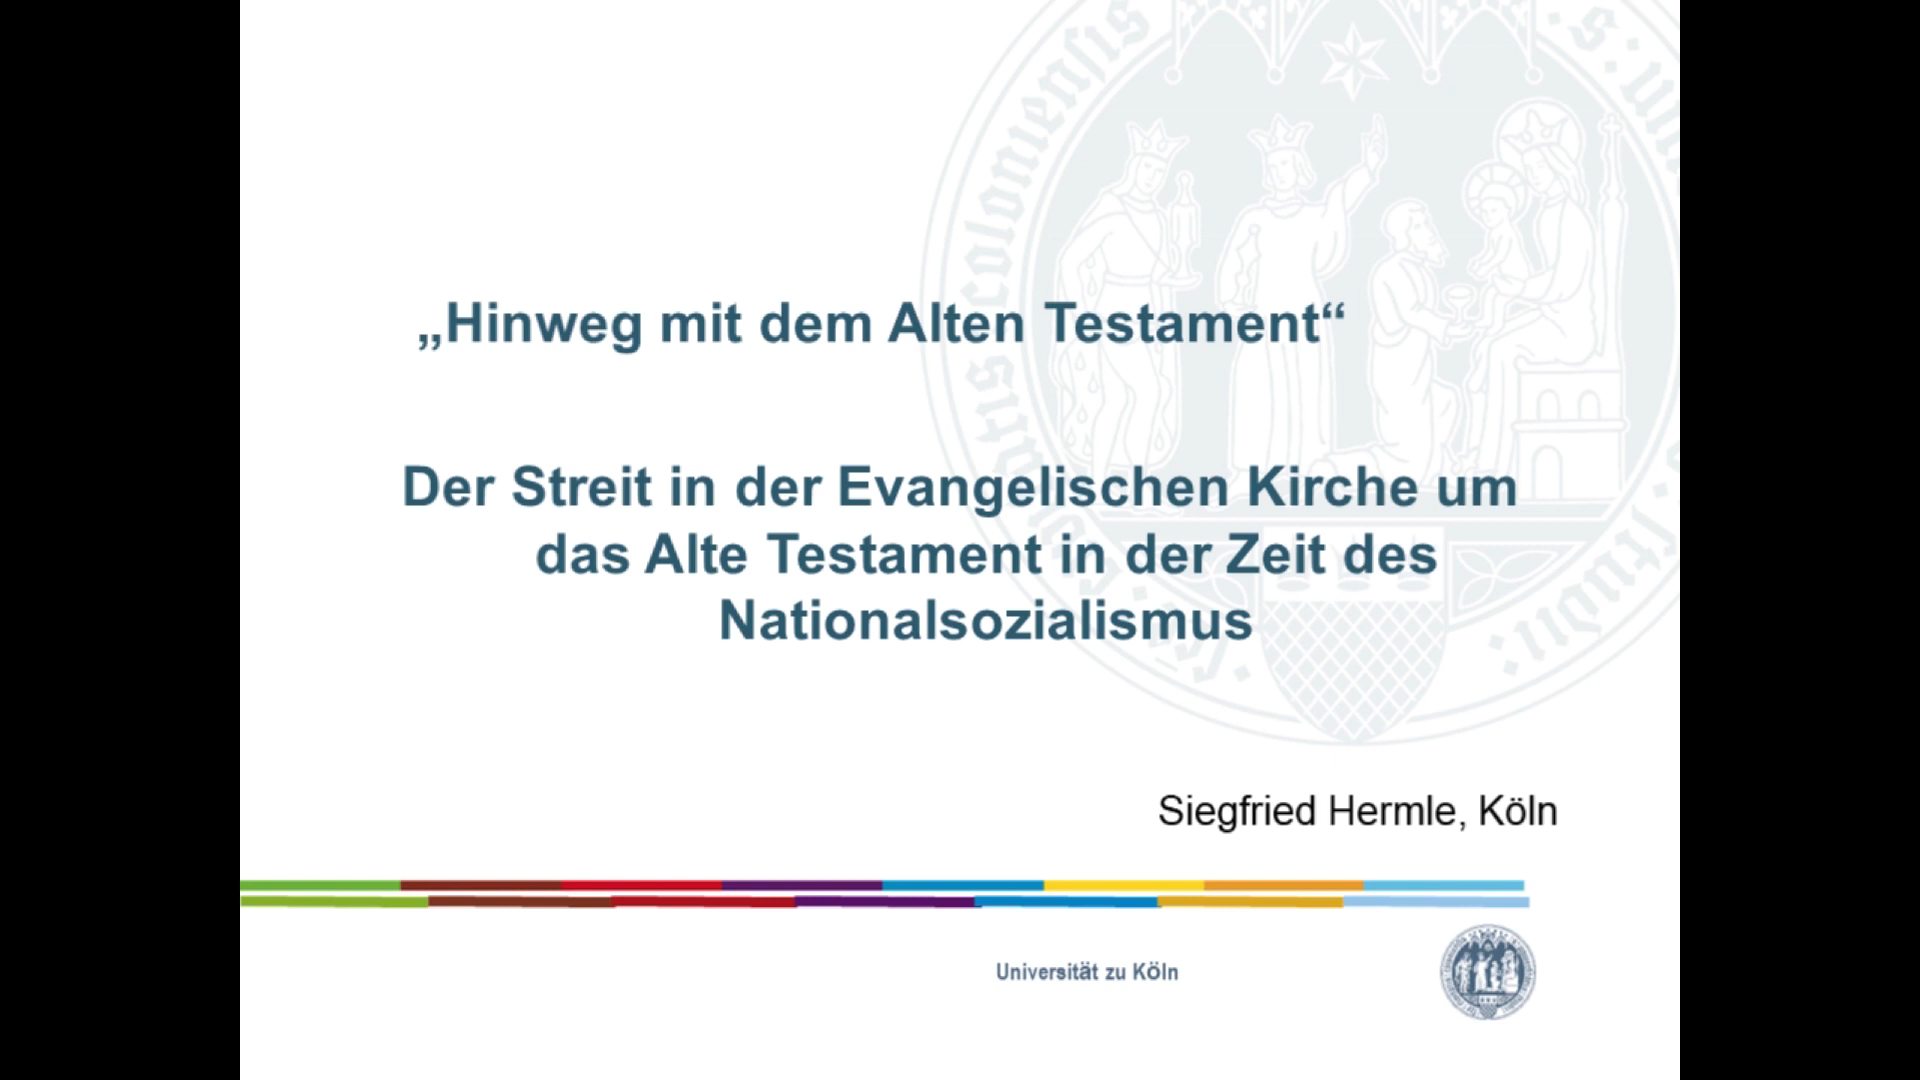 „Hinweg mit dem Alten Testament“
Der Streit in der Evangelischen Kirche um
das Alte Testament in der Zeit des
Nationalsozialismus
Siegfried Hermle, Köln
Universität zu Köln